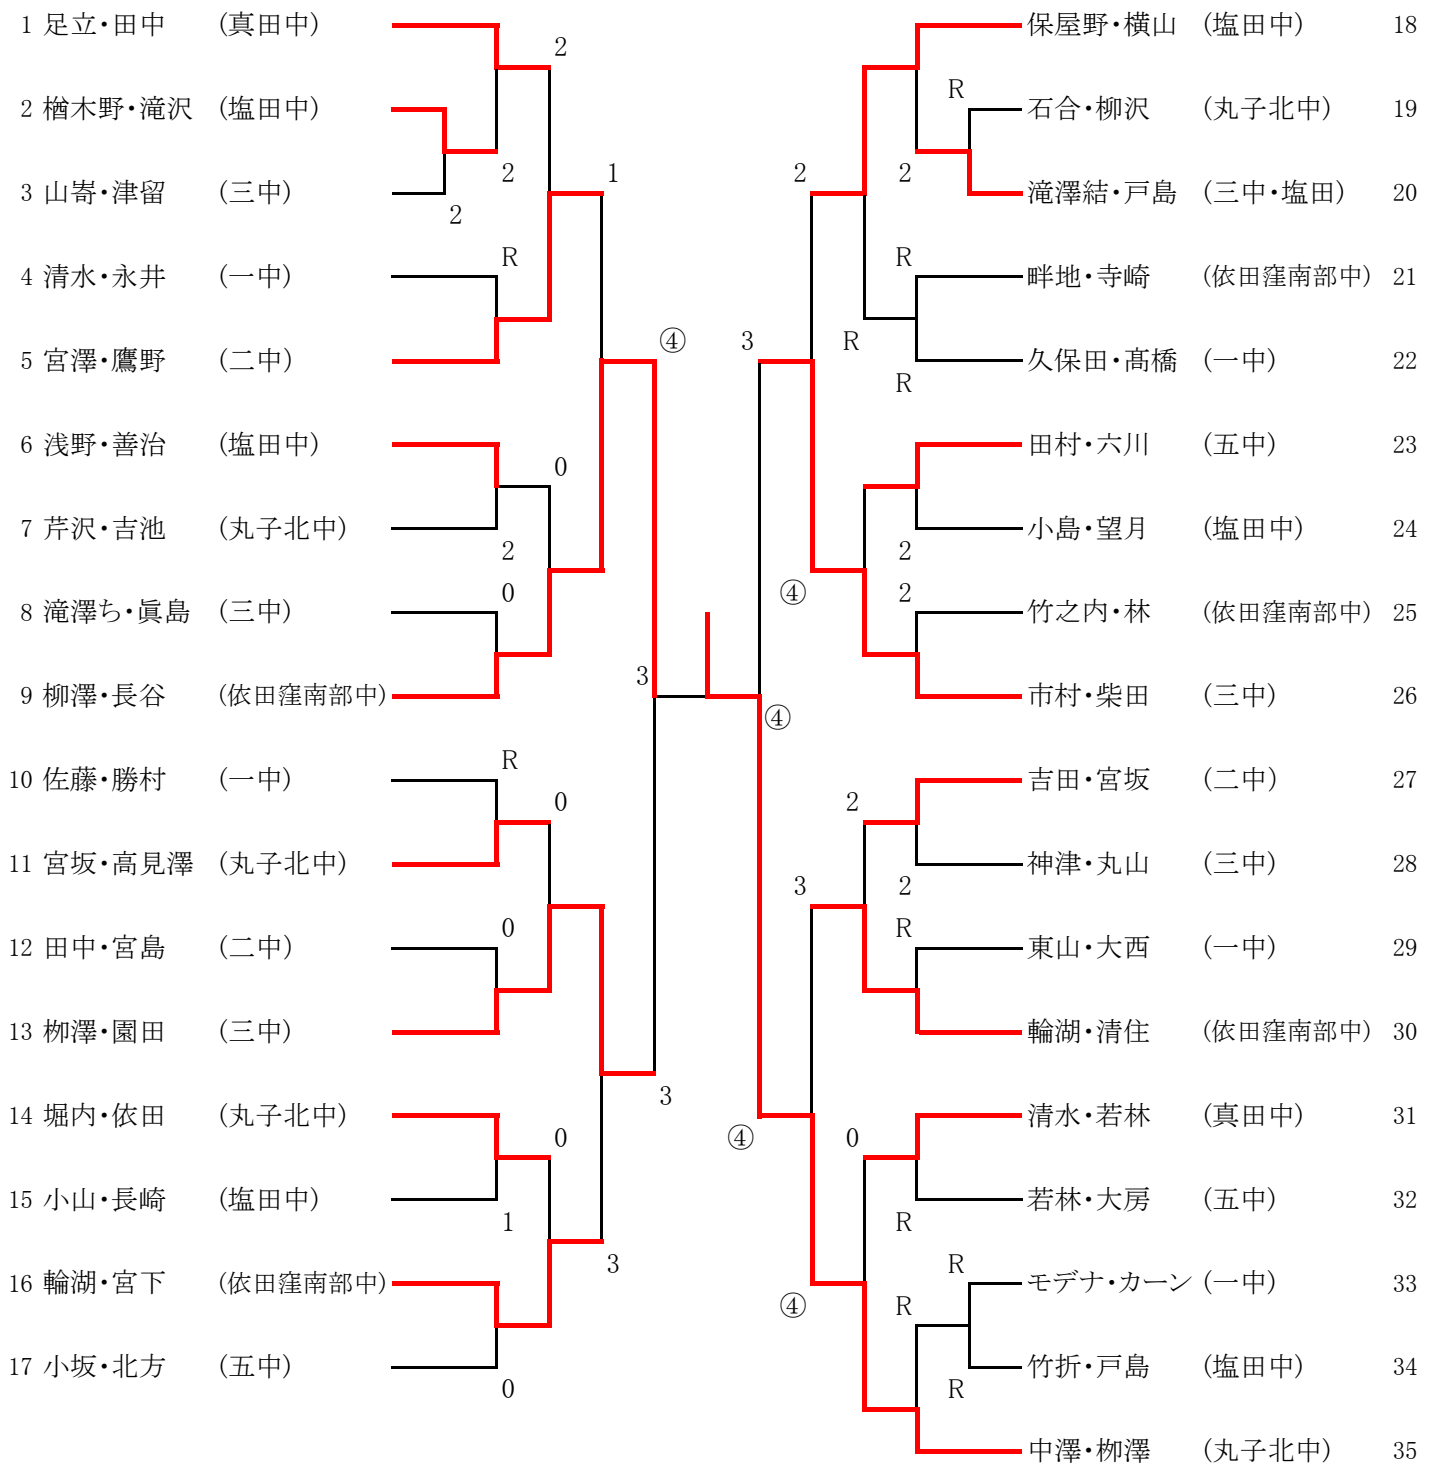 1 足立・田中 (真田中)
2 楢木野・滝沢 (塩田中)
3 山嵜・津留 (三中)
4 清水・永井 (一中)
5 宮澤・鷹野 (二中)
6 浅野・善治 (塩田中)
7 芹沢・吉池 (丸子北中)
8 滝澤ち・眞島 (三中)
9 柳澤・長谷 (依田窪南部中)
10 佐藤・勝村 (一中)
11 宮坂・高見澤 (丸子北中)
12 田中・宮島 (二中)
13 栁澤・園田 (三中)
14 堀内・依田 (丸子北中)
15 小山・長崎 (塩田中)
16 輪湖・宮下 (依田窪南部中)
17 小坂・北方 (五中)
2
2
2
1
R
④
0
2
0
3
R
0
0
3
0
1
3
0
保屋野・横山 (塩田中) 18
石合・柳沢 (丸子北中) 19
滝澤結・戸島 (三中・塩田) 20
畔地・寺崎 (依田窪南部中) 21
久保田・髙橋 (一中) 22
田村・六川 (五中) 23
小島・望月 (塩田中) 24
竹之内・林 (依田窪南部中) 25
市村・柴田 (三中) 26
吉田・宮坂 (二中) 27
神津・丸山 (三中) 28
東山・大西 (一中) 29
輪湖・清住 (依田窪南部中) 30
清水・若林 (真田中) 31
若林・大房 (五中) 32
モデナ・カーン (一中) 33
竹折・戸島 (塩田中) 34
中澤・栁澤 (丸子北中) 35
R
2
2
R
3
R
R
2
④
2
④
2
3
2
R
④
0
R
R
④
R
R